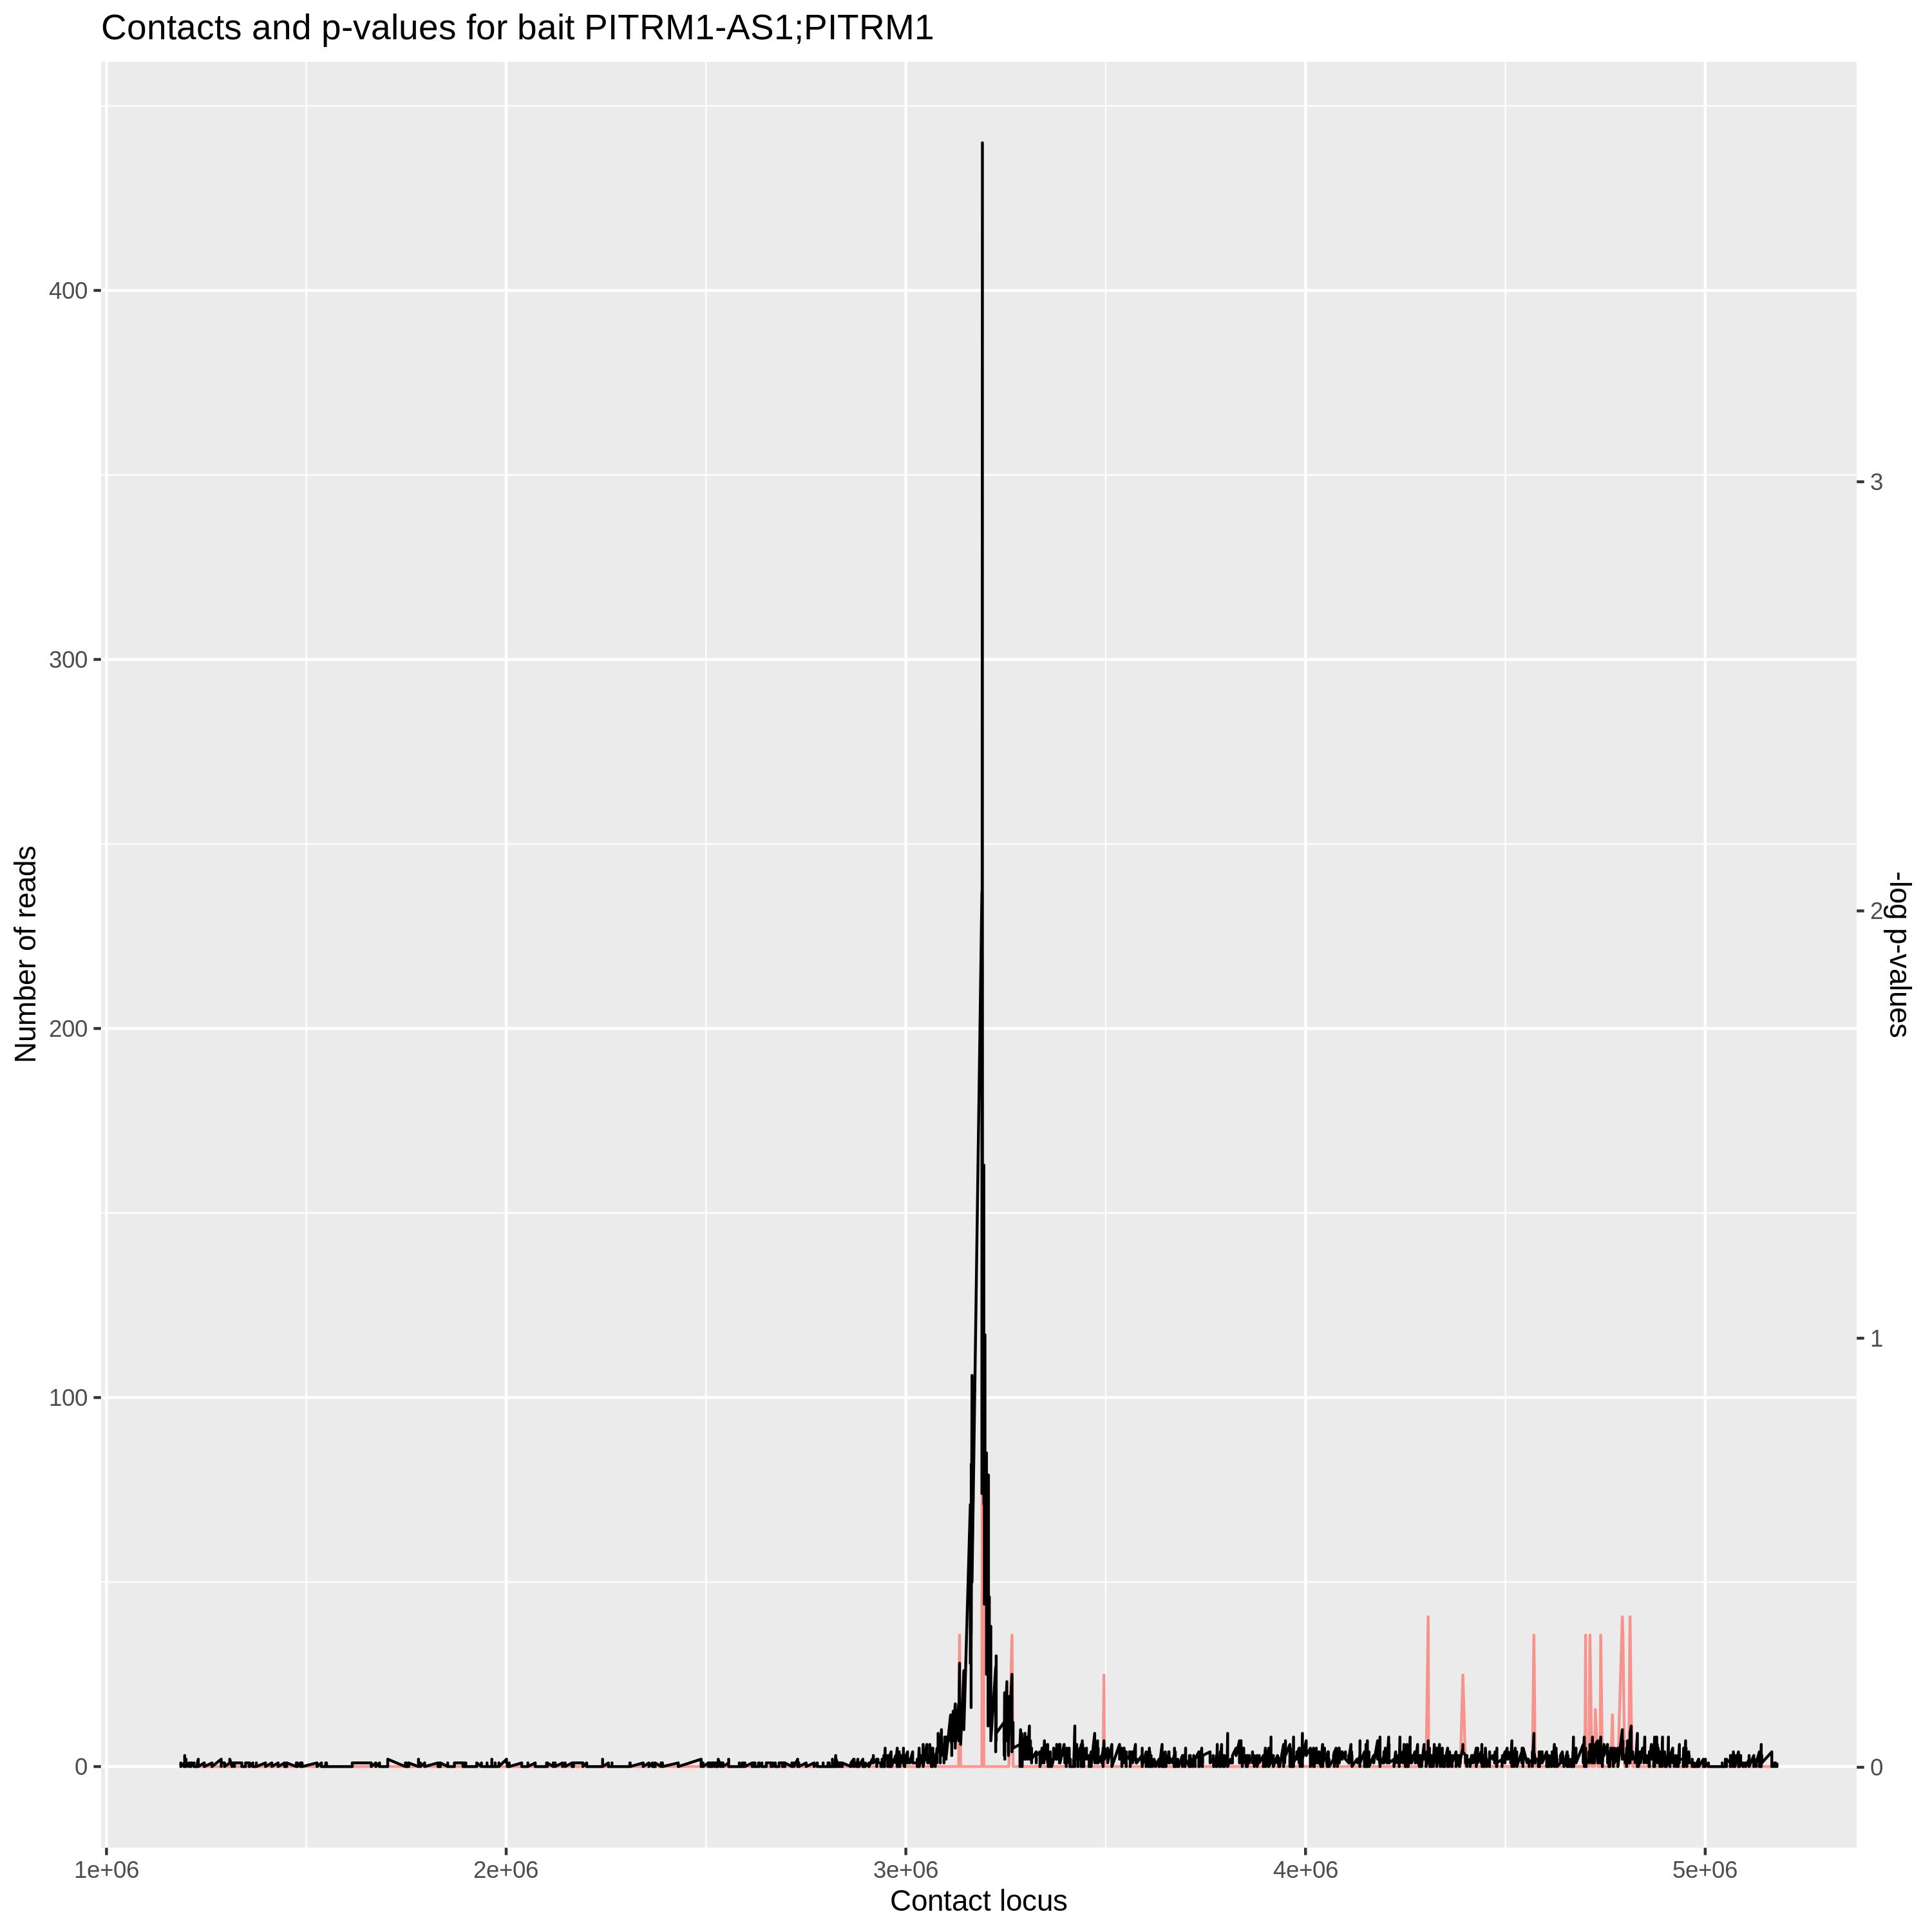 Contacts and p-values for bait PITRM1-AS1;PITRM1
Number of reads
400
300
200
100
0
3
2
1
0
-log p-values
1e+06
2e+06
3e+06
4e+06
5e+06
Contact locus